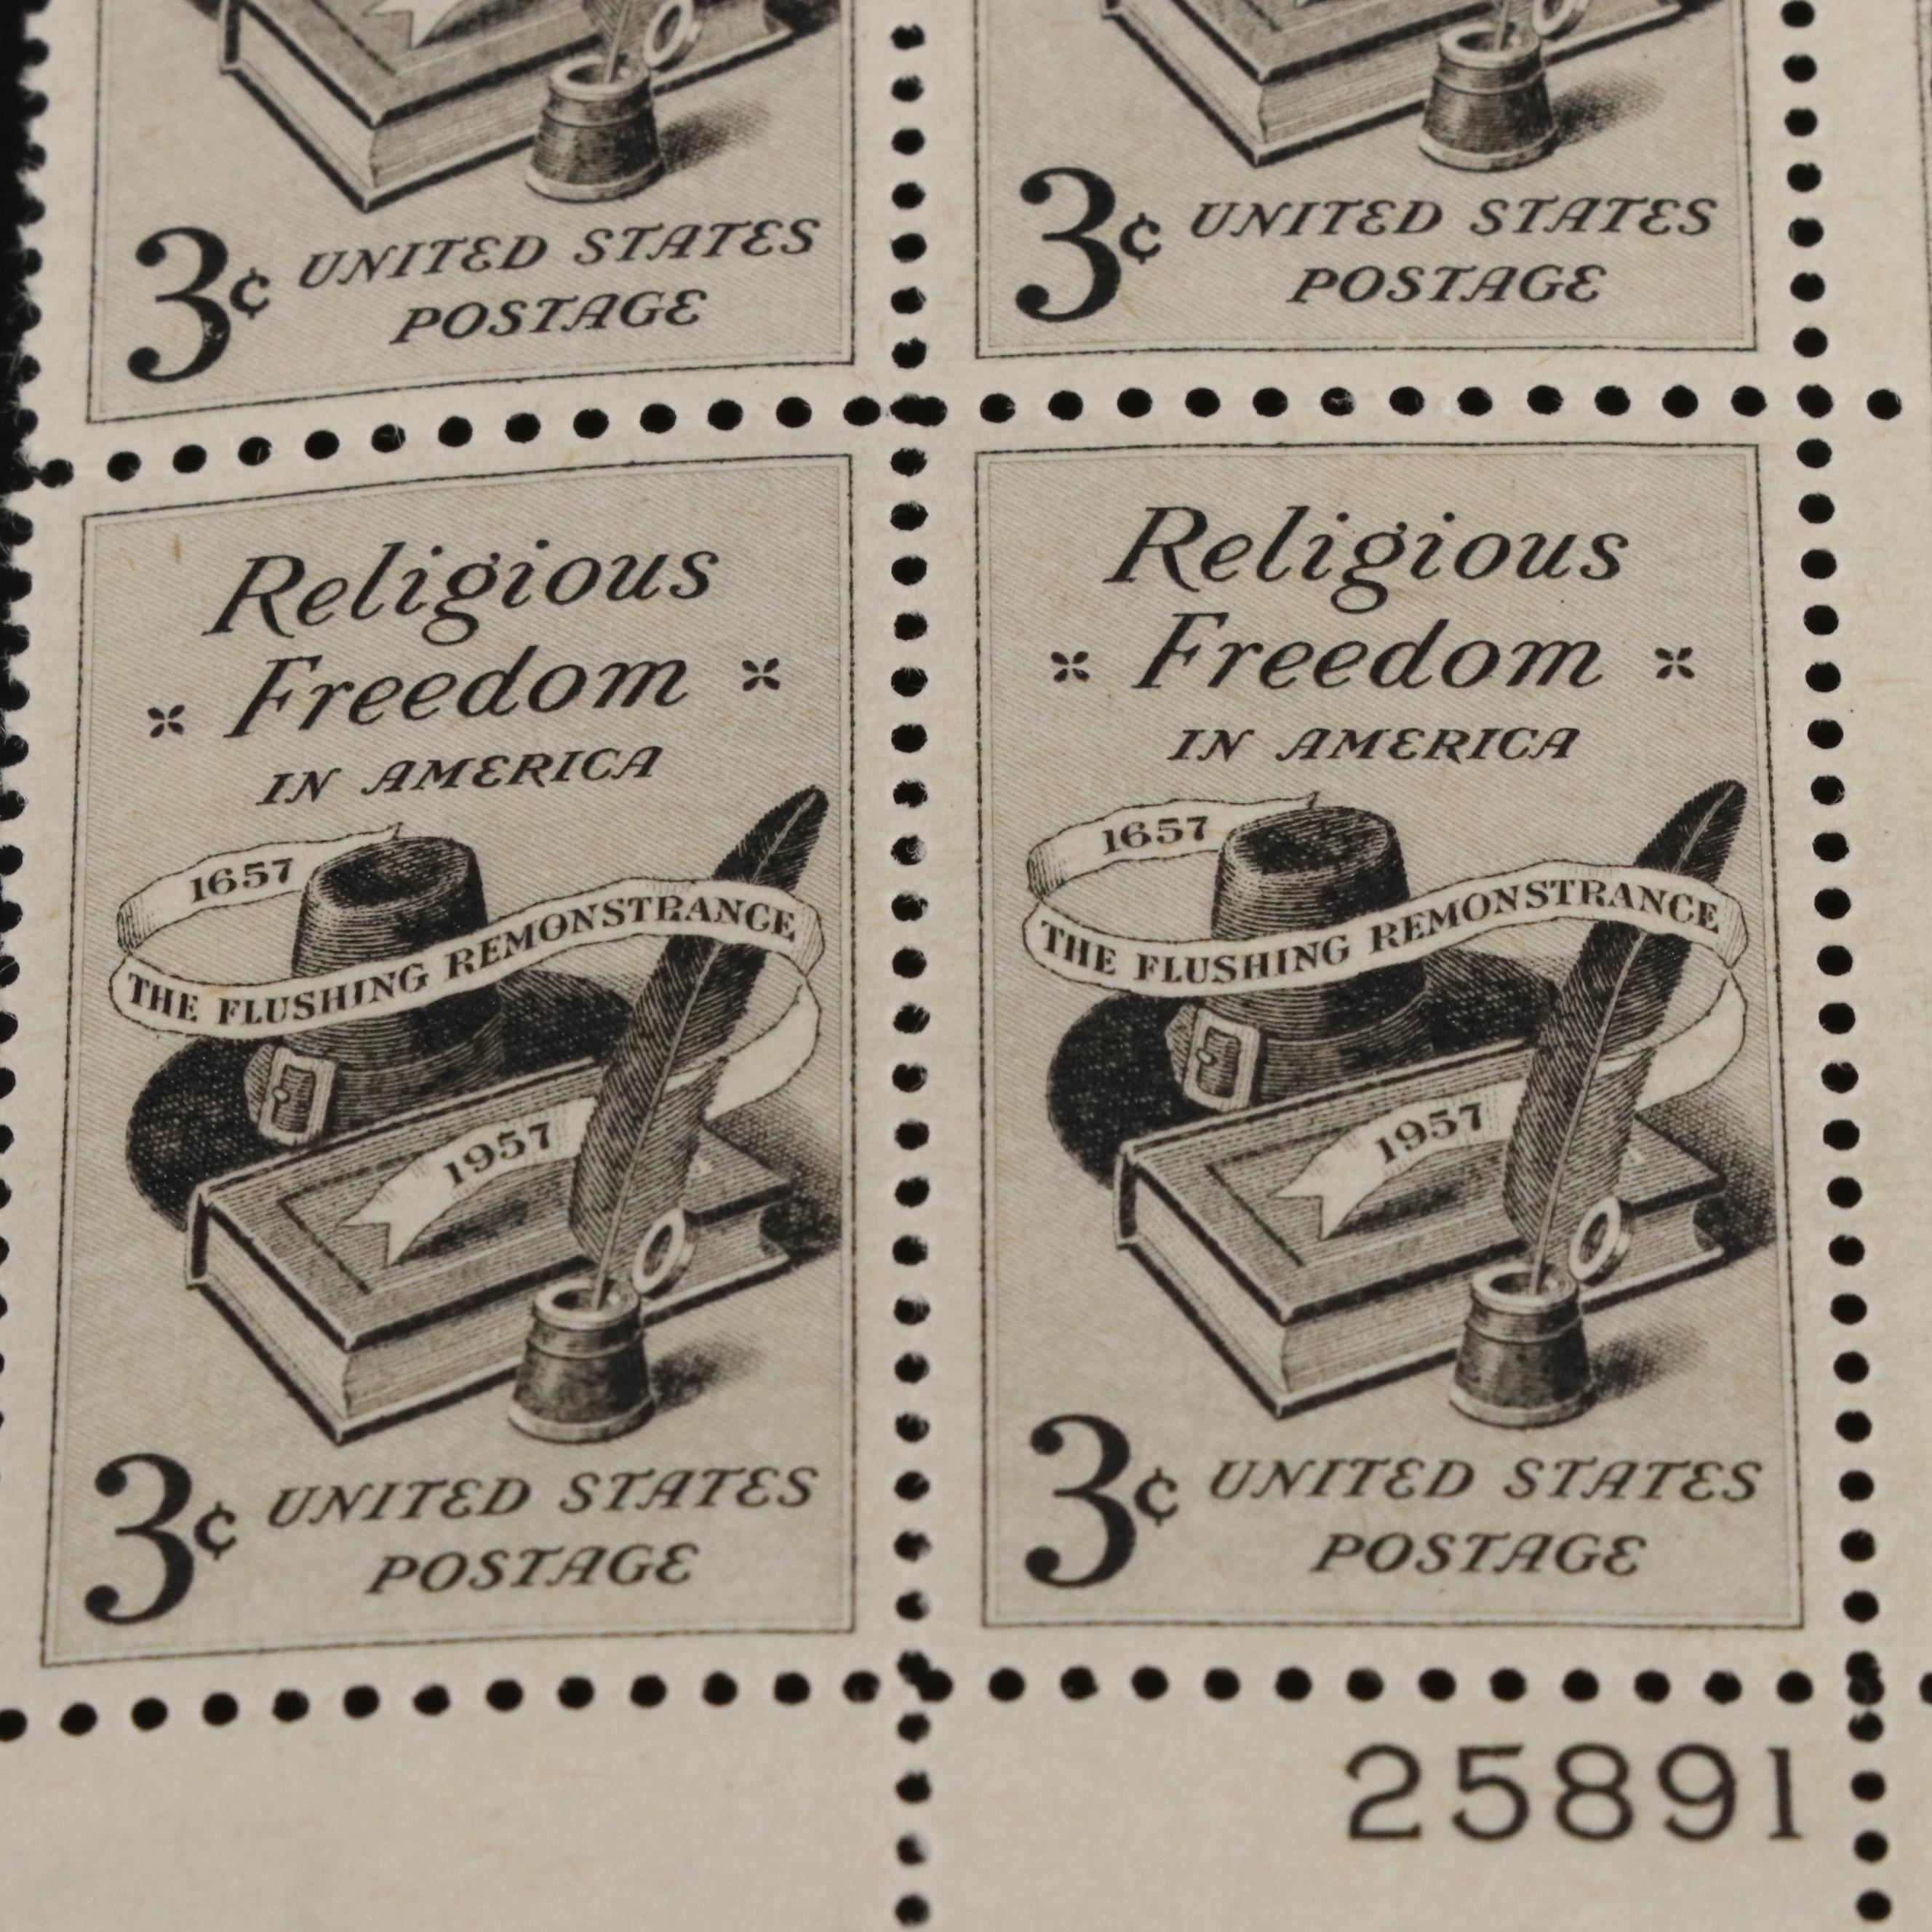 3¢ UNITED STATES
POSTAGE
3¢ UNITED STATES
POSTAGE
Religious
Freedom
IN AMERICA
1657
THE FLUSHING REMONSTRANCE
1957
3¢ UNITED STATES
POSTAGE
Religious
Freedom
IN AMERICA
1657
THE FLUSHING REMONSTRANCE
1957
3¢ UNITED STATES
POSTAGE
25891